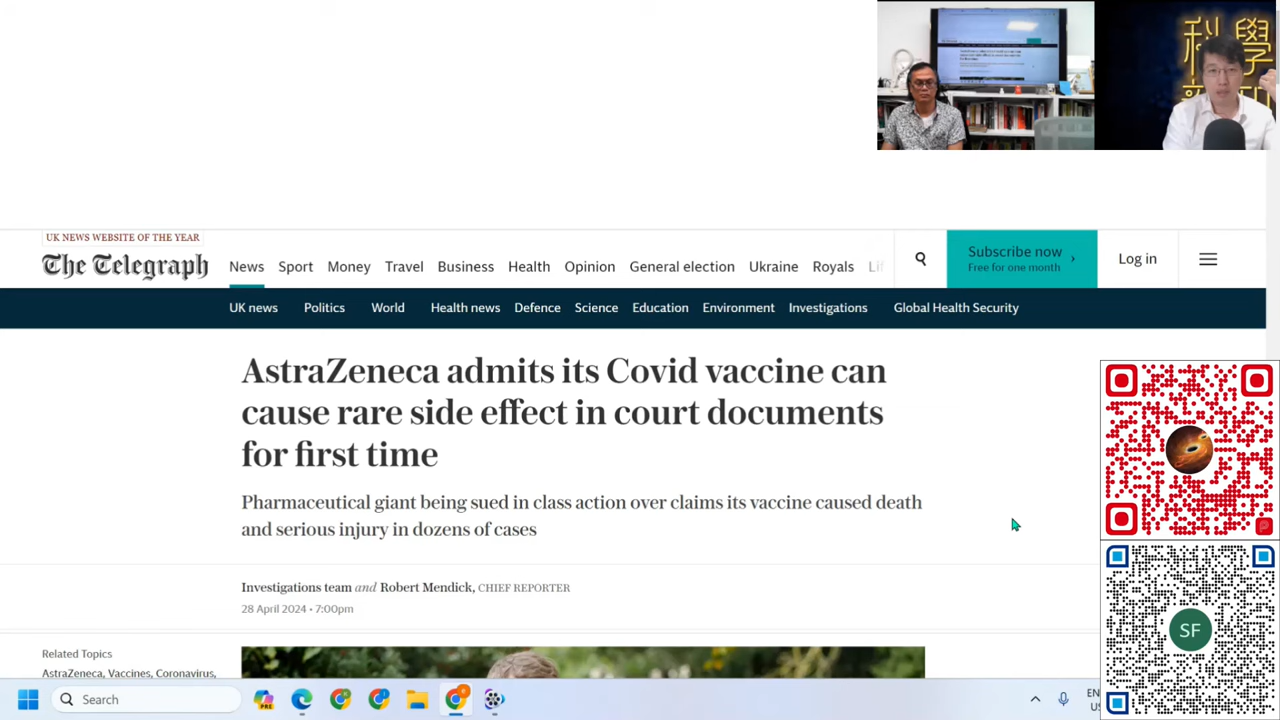 科學
UK NEWS WEBSITE OF THE YEAR
The Telegraph
News Sport Money Travel Business Health Opinion General election Ukraine Royals
Subscribe now
Free for one month
Log in
UK news Politics World Health news Defence Science Education Environment Investigations Global Health Security
AstraZeneca admits its Covid vaccine can
cause rare side effect in court documents
for first time
Pharmaceutical giant being sued in class action over claims its vaccine caused death
and serious injury in dozens of cases
Investigations team and Robert Mendick, CHIEF REPORTER
28 April 2024 • 7:00pm
Related Topics
AstraZeneca, Vaccines, Coronavirus,
SF
Search
EN
US